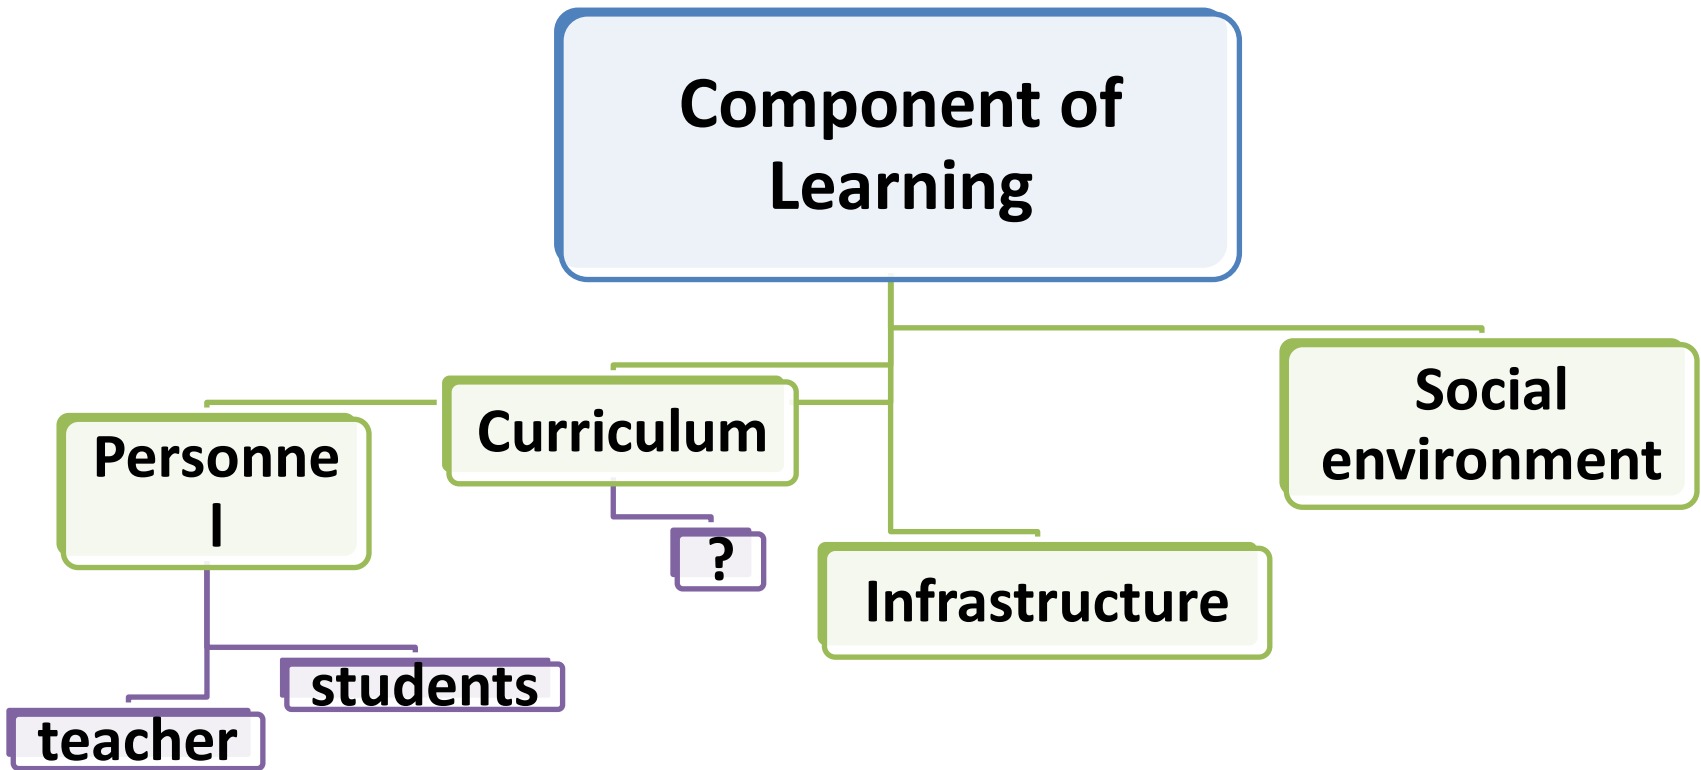 Component of
Learning
Social
environment
Curriculum
Personne
l
?
Infrastructure
students
teacher